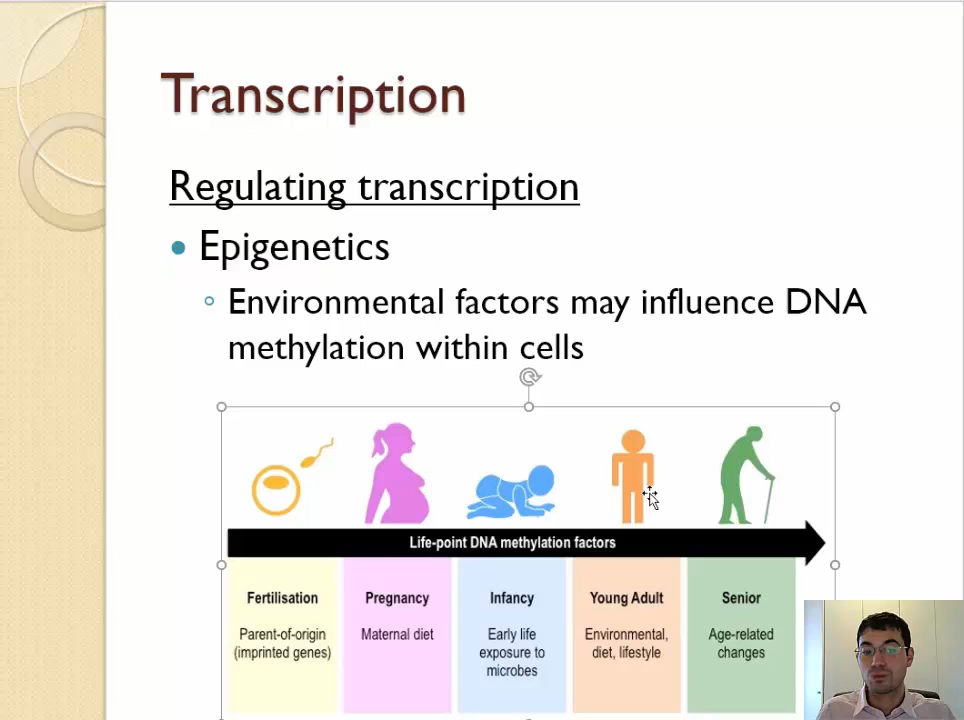 Transcription
Regulating transcription
Epigenetics
Environmental factors may influence DNA
methylation within cells
Life-point DNA methylation factors
Fertilisation
Parent-of-origin
(imprinted genes)
Pregnancy
Maternal diet
Infancy
Early life
exposure to
microbes
Young Adult
Environmental,
diet, lifestyle
Senior
Age-related
changes